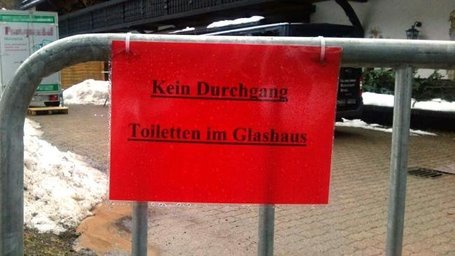 Kein Durchgang
Toiletten im Glashaus